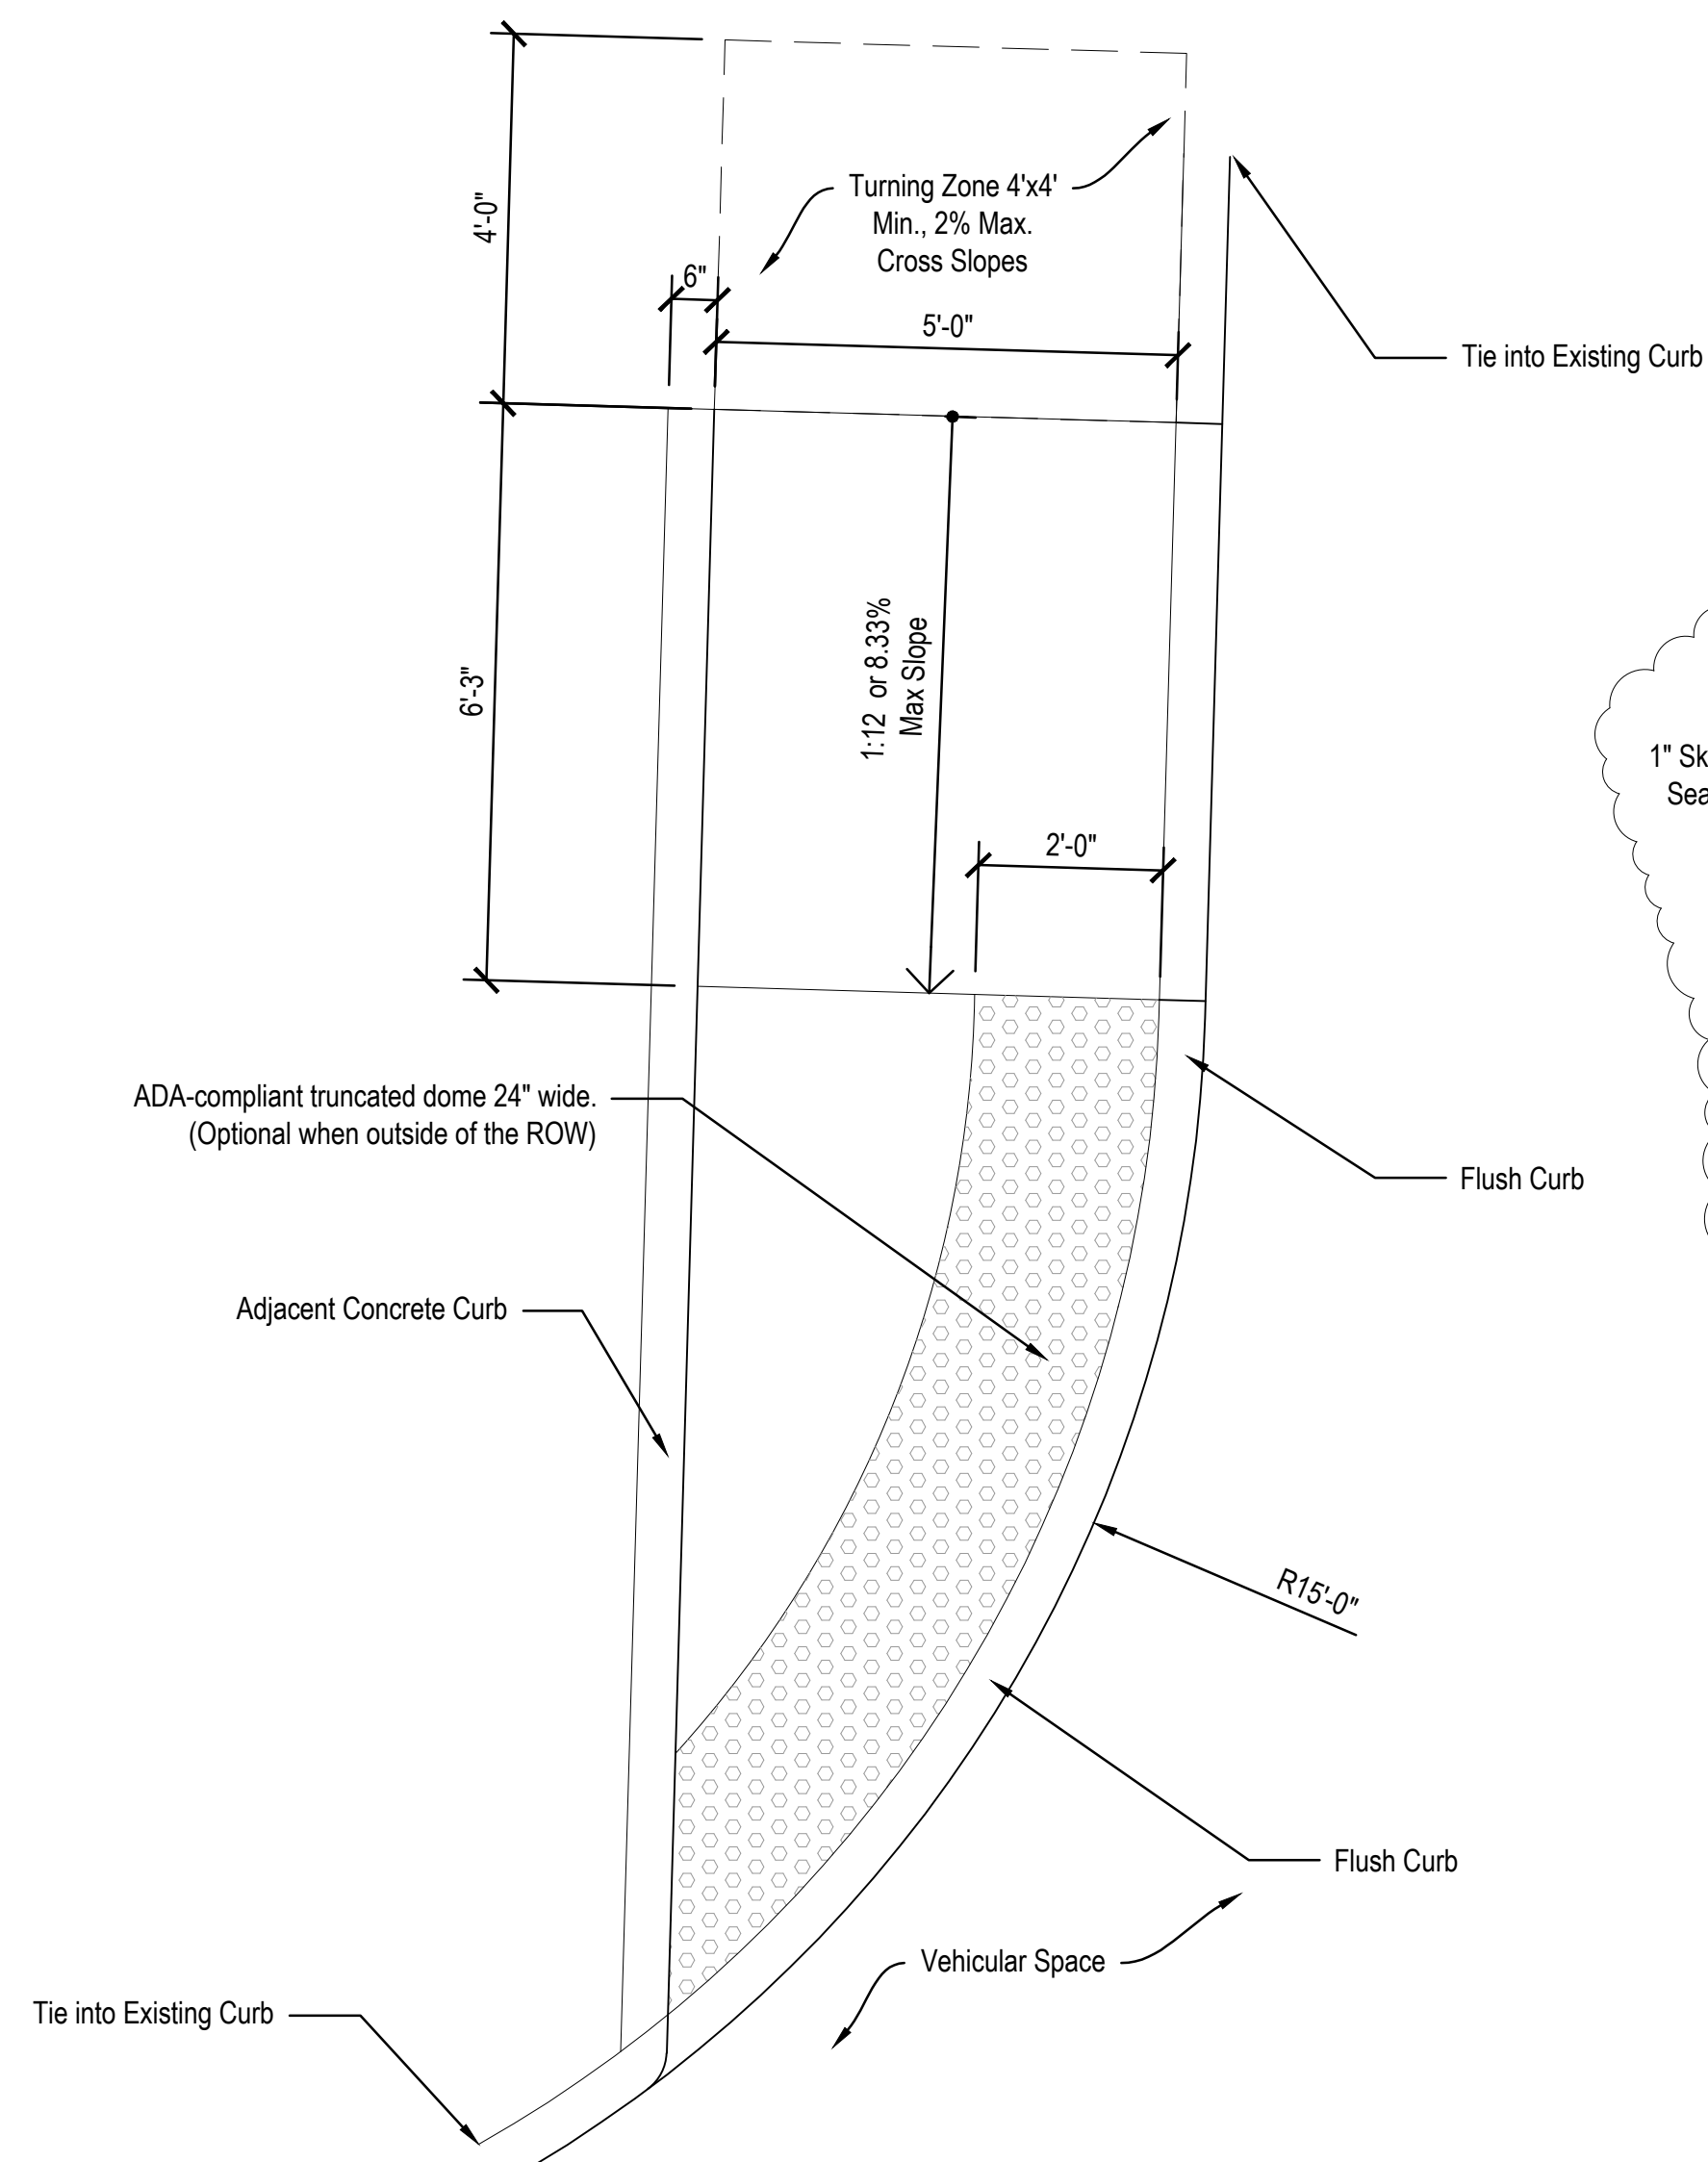 4'-0"
Turning Zone 4'x4'
Min., 2% Max.
Cross Slopes
6"
5'-0"
Tie into Existing Curb
6'-3"
1:12 or 8.33%
Max Slope
1"
2'-0"
ADA-compliant truncated dome 24" wide.
(Optional when outside of the ROW)
Flush Curb
Adjacent Concrete Curb
R15'-0"
Flush Curb
Vehicular Space
Tie into Existing Curb